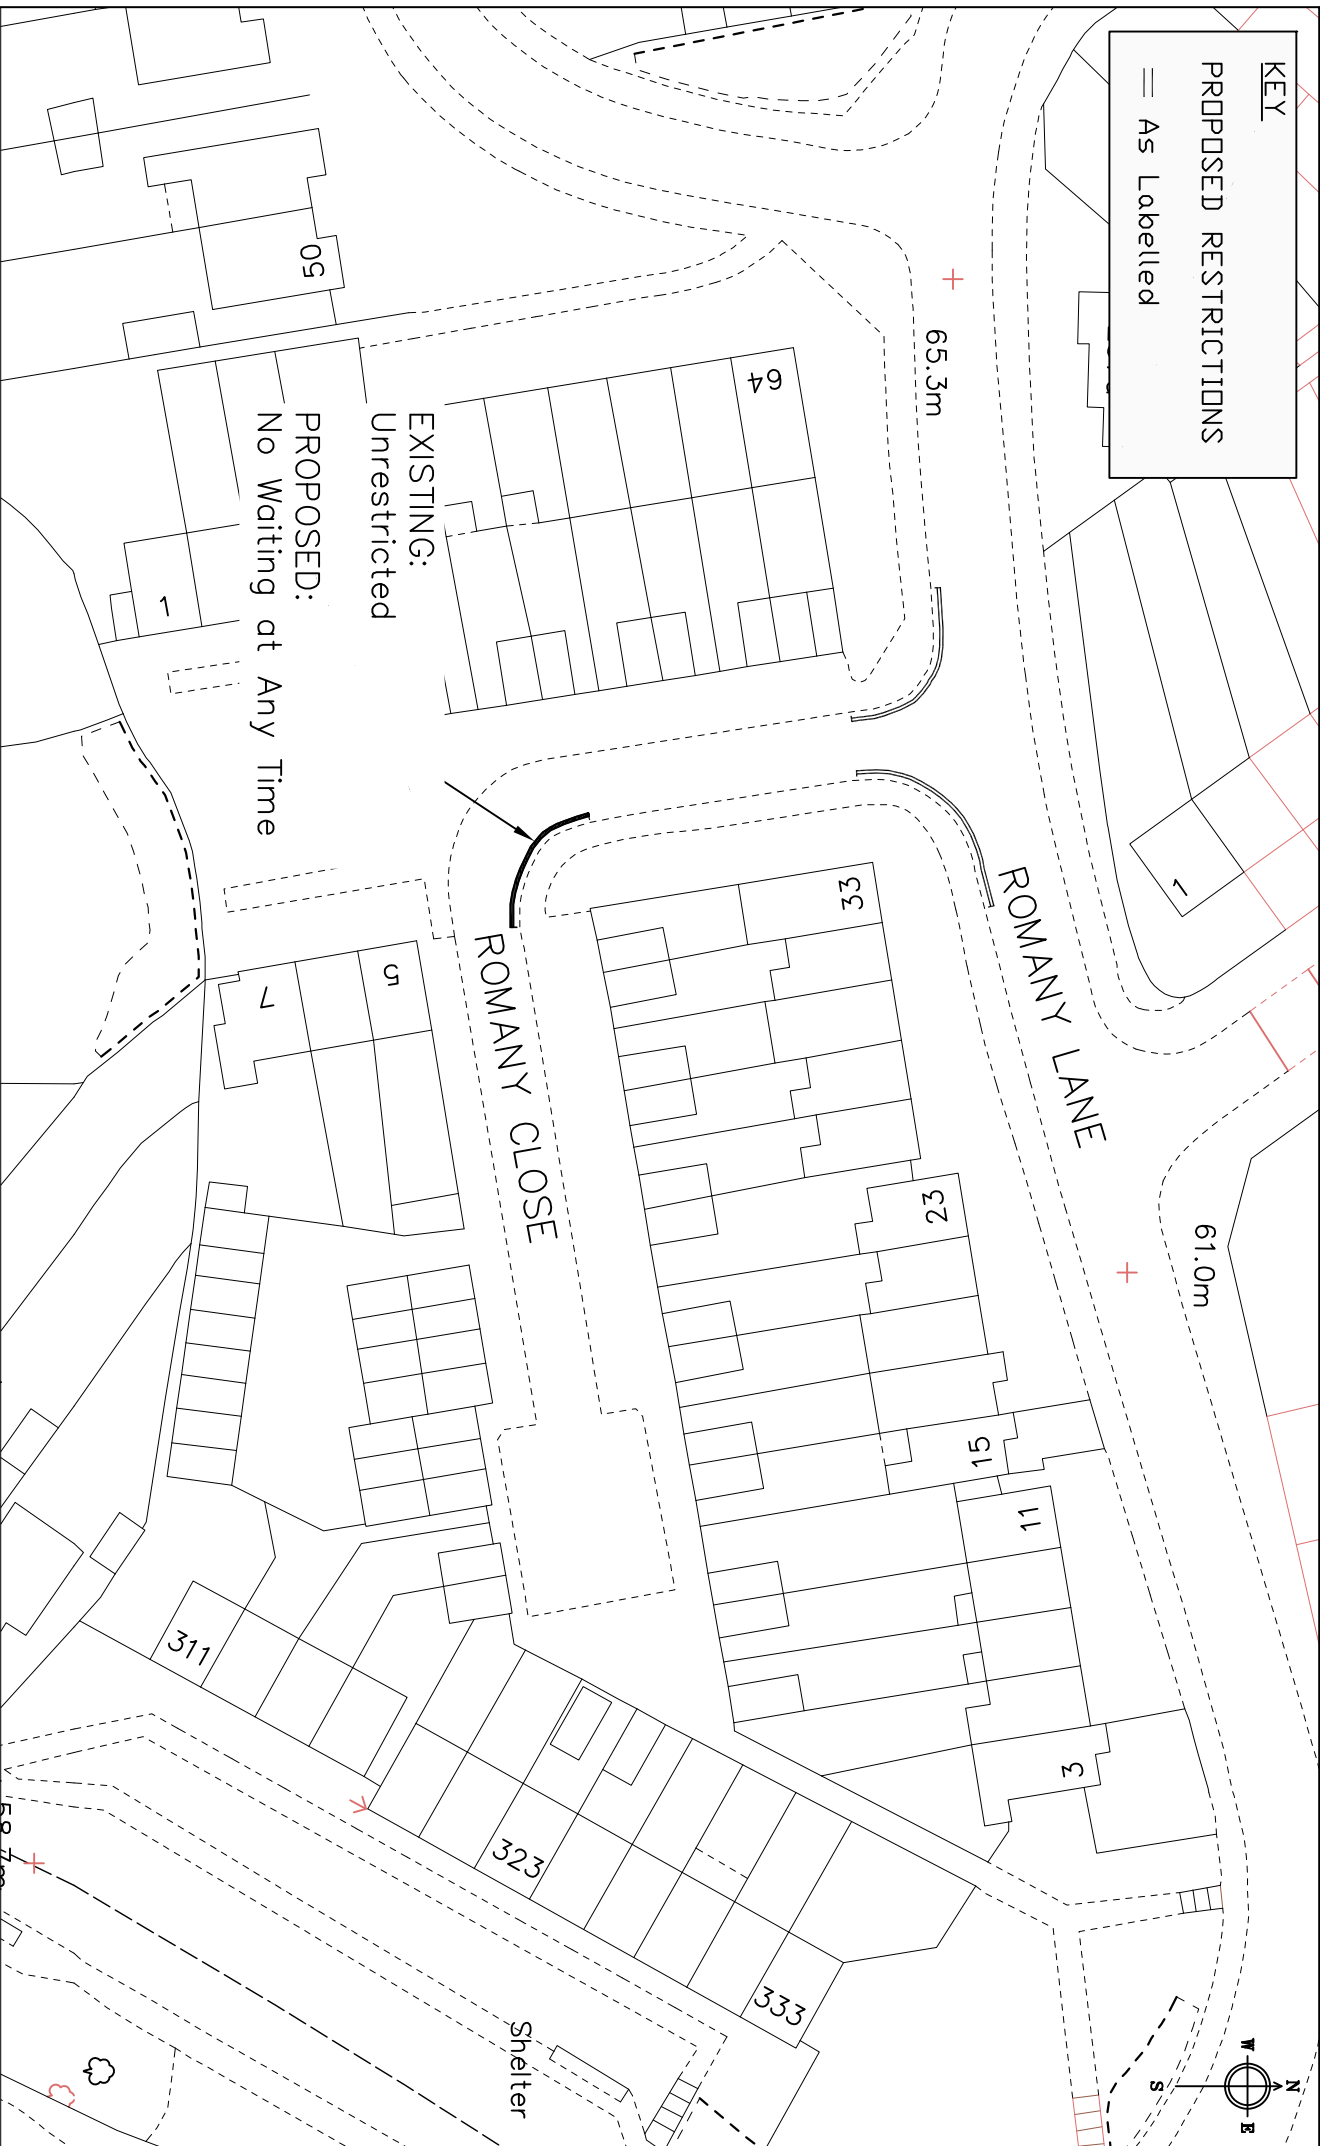 KEY
PROPOSED RESTRICTIONS
= As Labelled
N
W
E
S
1
65.3m
ROMANY LANE
61.0m
50
64
EXISTING:
Unrestricted
PROPOSED:
No Waiting at Any Time
1
33
23
15
11
3
ROMANY CLOSE
5
7
311
323
333
Shelter